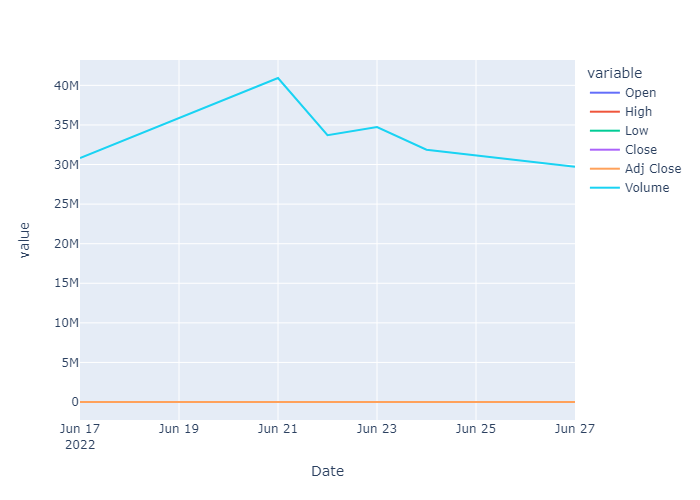 variable
Open
High
Low
Close
Adj Close
Volume
value
40M
35M
30M
25M
20M
15M
10M
5M
0
Jun 17
2022
Jun 19
Jun 21
Jun 23
Jun 25
Jun 27
Date